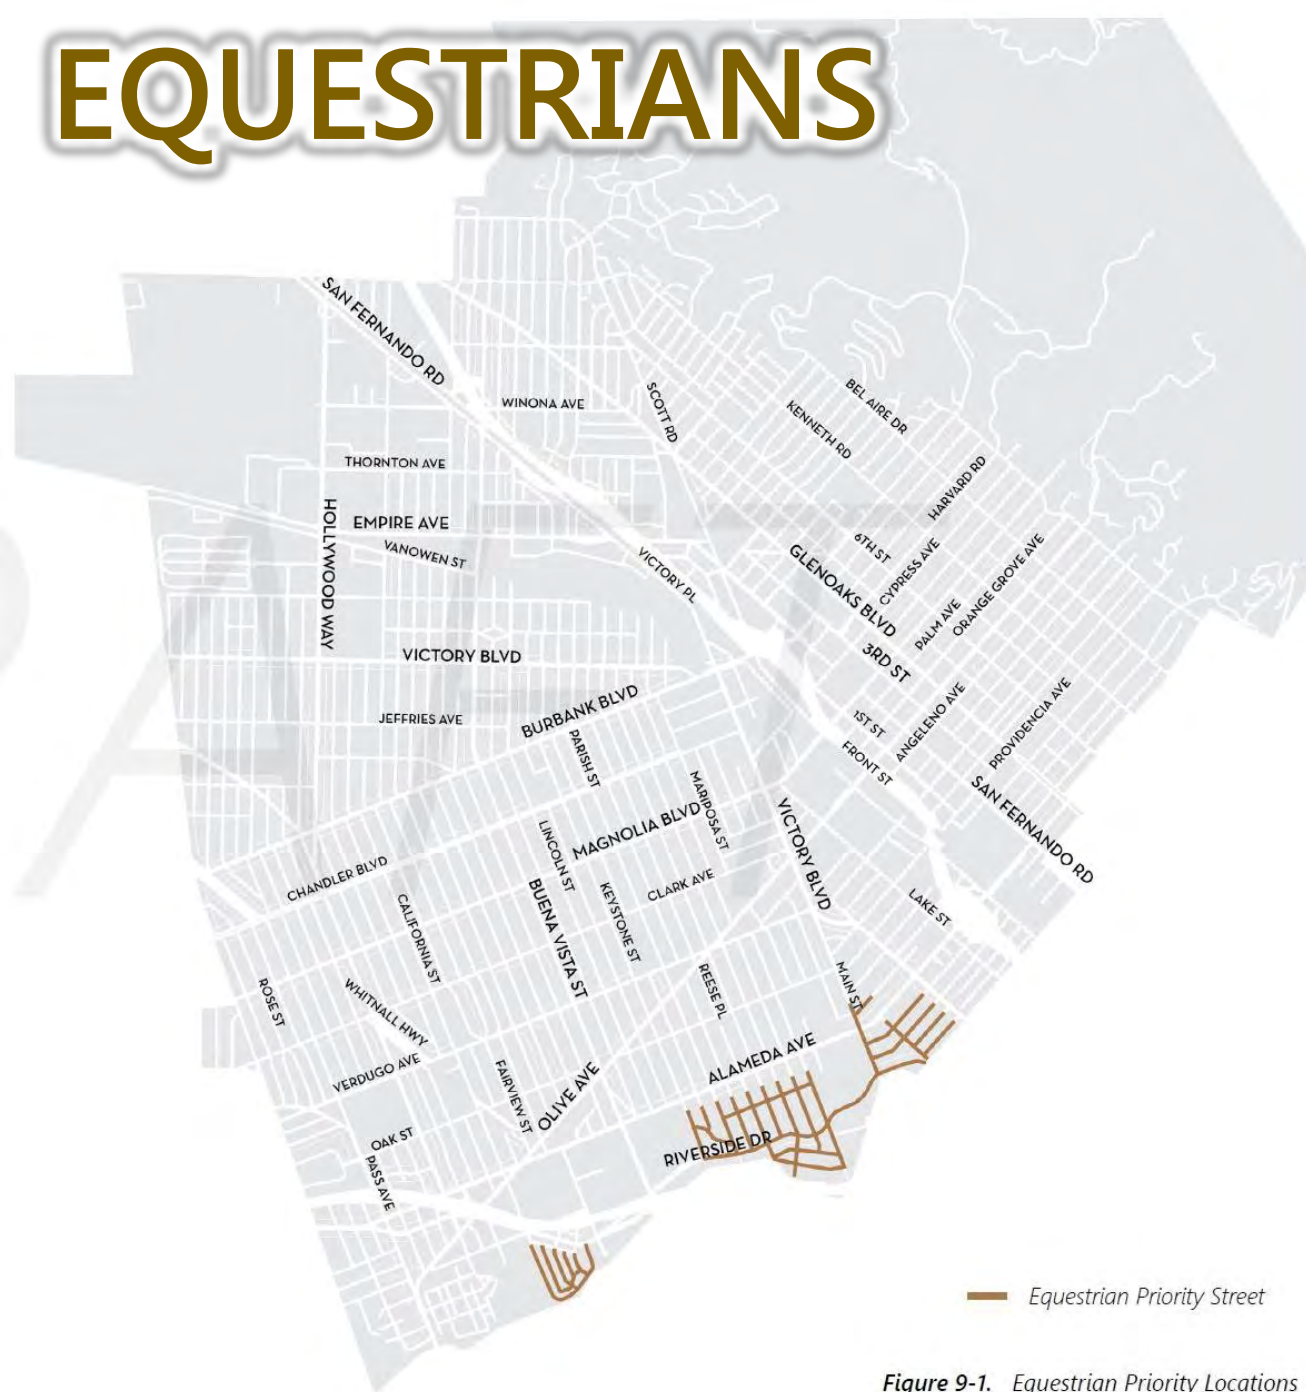 EQUESTRIANS
SAN FERNANDO RD
WINONA AVE
SCOTT RD
BEL AIRE DR
KENNETH RD
THORNTON AVE
HARVARD RD
HOLLYWOOD WAY
EMPIRE AVE
VANOWEN ST
VICTORY PL
6TH ST
GLENOAKS BLVD
CYPRESS AVE
PALM AVE
ORANGE GROVE AVE
VICTORY BLVD
3RD ST
JEFFRIES AVE
BURBANK BLVD
PARISH ST
1ST ST
ANGELENO AVE
PROVIDENCIA AVE
FRONT ST
MARIPOSA ST
MAGNOLIA BLVD
VICTORY BLVD
SAN FERNANDO RD
LINCOLN ST
CHANDLER BLVD
CLARK AVE
KEYSTONE ST
BUENA VISTA ST
CALIFORNIA ST
LAKE ST
ROSE ST
WHITNALL HWY
REESE PL
MAIN ST
VERDUGO AVE
ALAMEDA AVE
FAIRVIEW ST
OLIVE AVE
OAK ST
RIVERSIDE DR
PASS AVE
Equestrian Priority Street
Figure 9-1. Equestrian Priority Locations